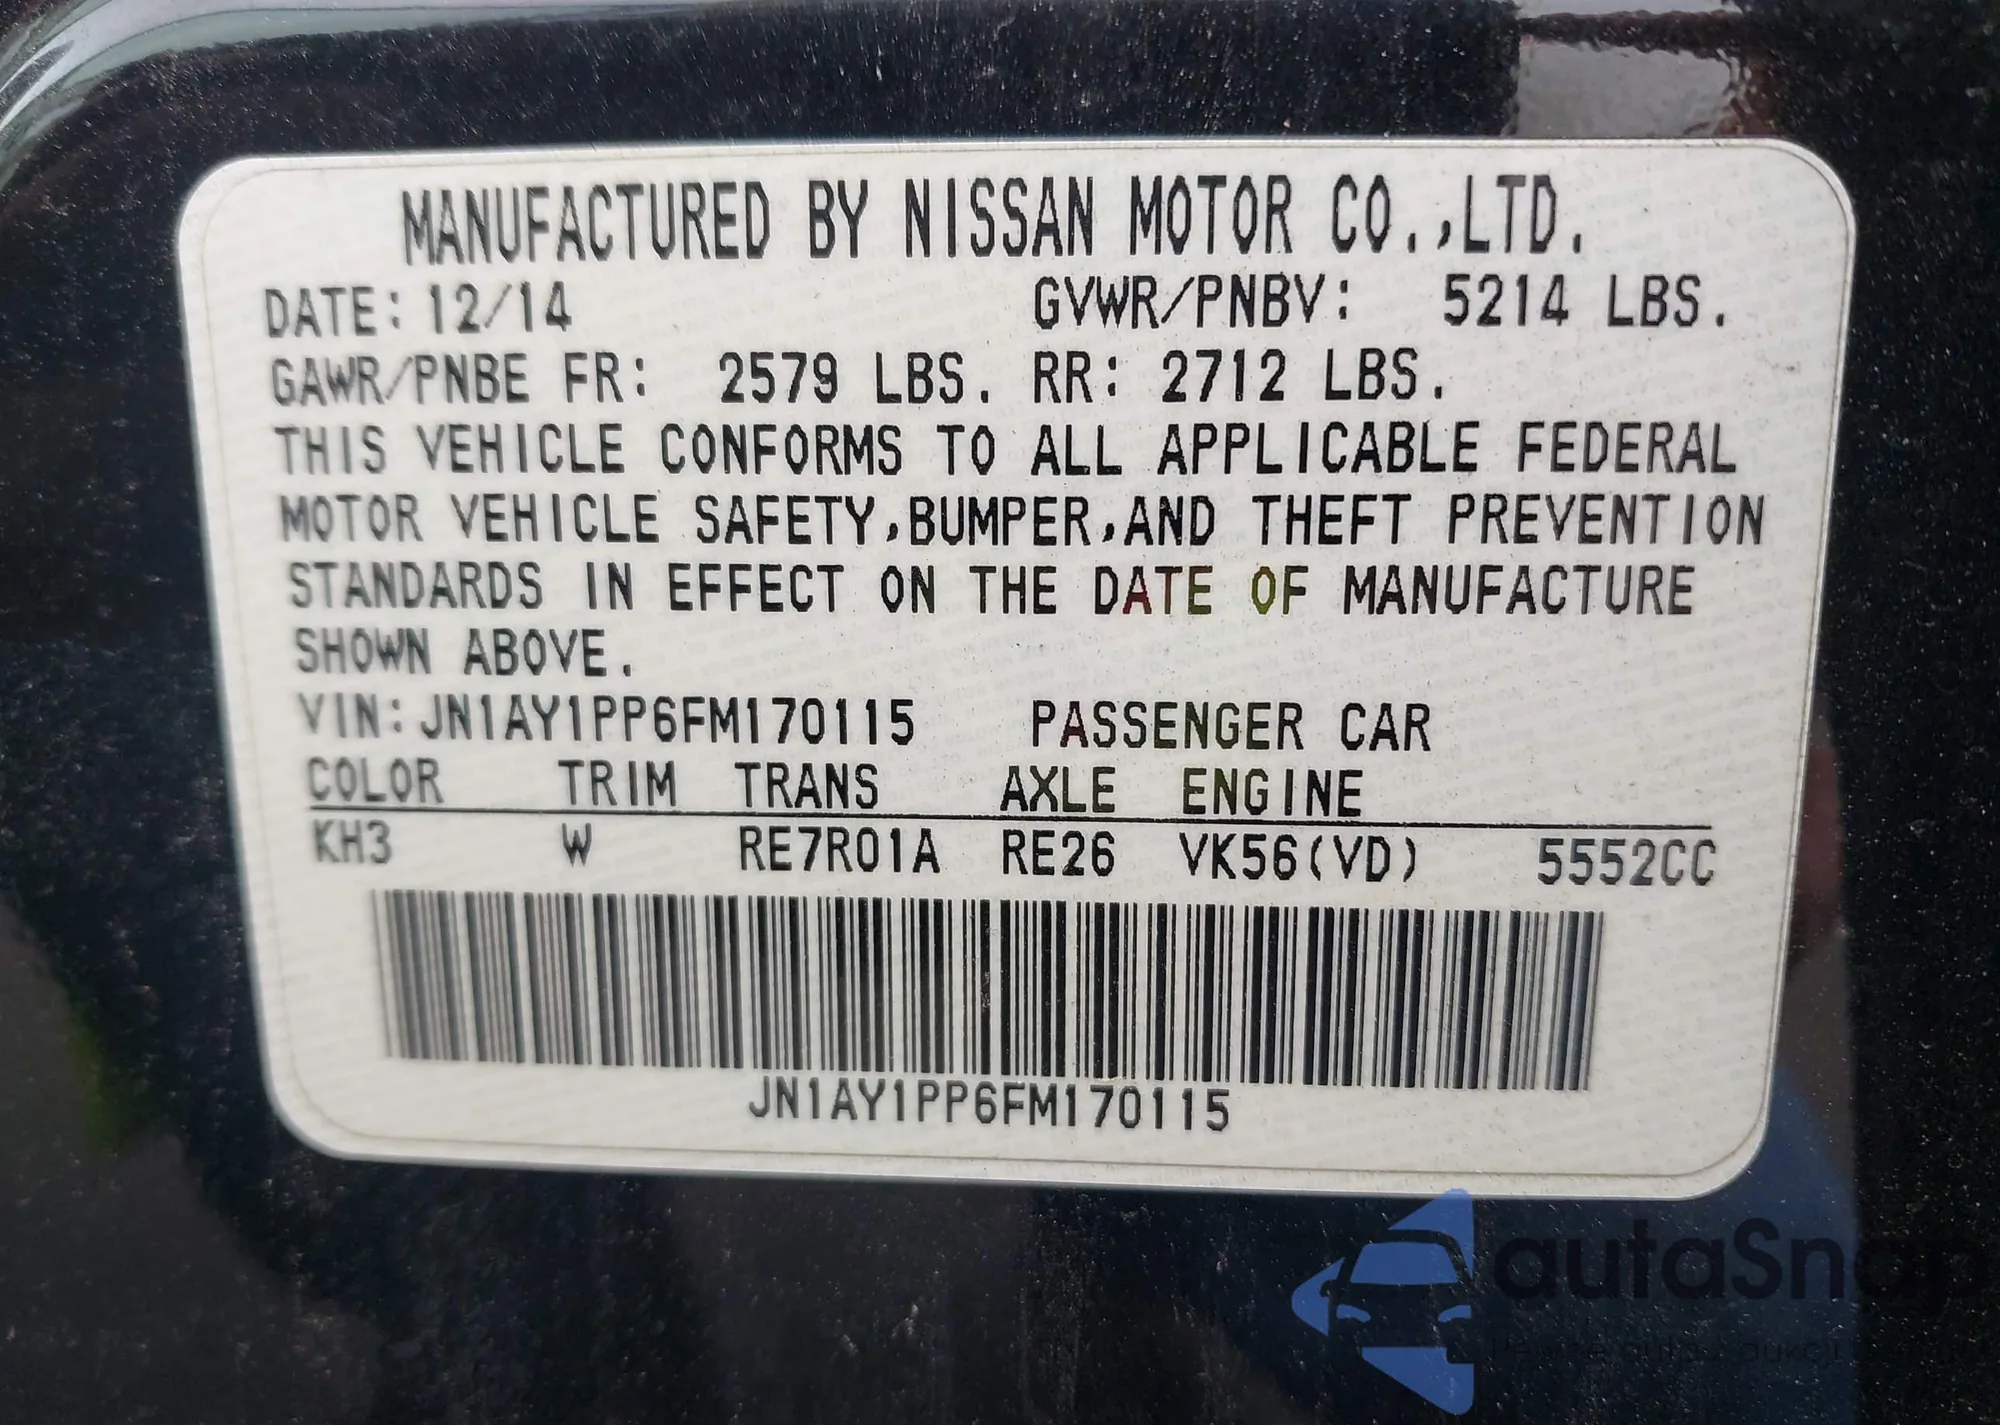 MANUFACTURED BY NISSAN MOTOR CO.,LTD.
DATE: 12/14 GVWR/PNBV: 5214 LBS.
GAWR/PNBE FR: 2579 LBS. RR: 2712 LBS.
THIS VEHICLE CONFORMS TO ALL APPLICABLE FEDERAL
MOTOR VEHICLE SAFETY,BUMPER,AND THEFT PREVENTION
STANDARDS IN EFFECT ON THE DATE OF MANUFACTURE
SHOWN ABOVE.
VIN: JN1AY1PP6FM170115 PASSENGER CAR
COLOR TRIM TRANS AXLE ENGINE
KH3 W RE7R01A RE26 VK56(VD) 5552CC
JN1AY1PP6FM170115
autaSnap